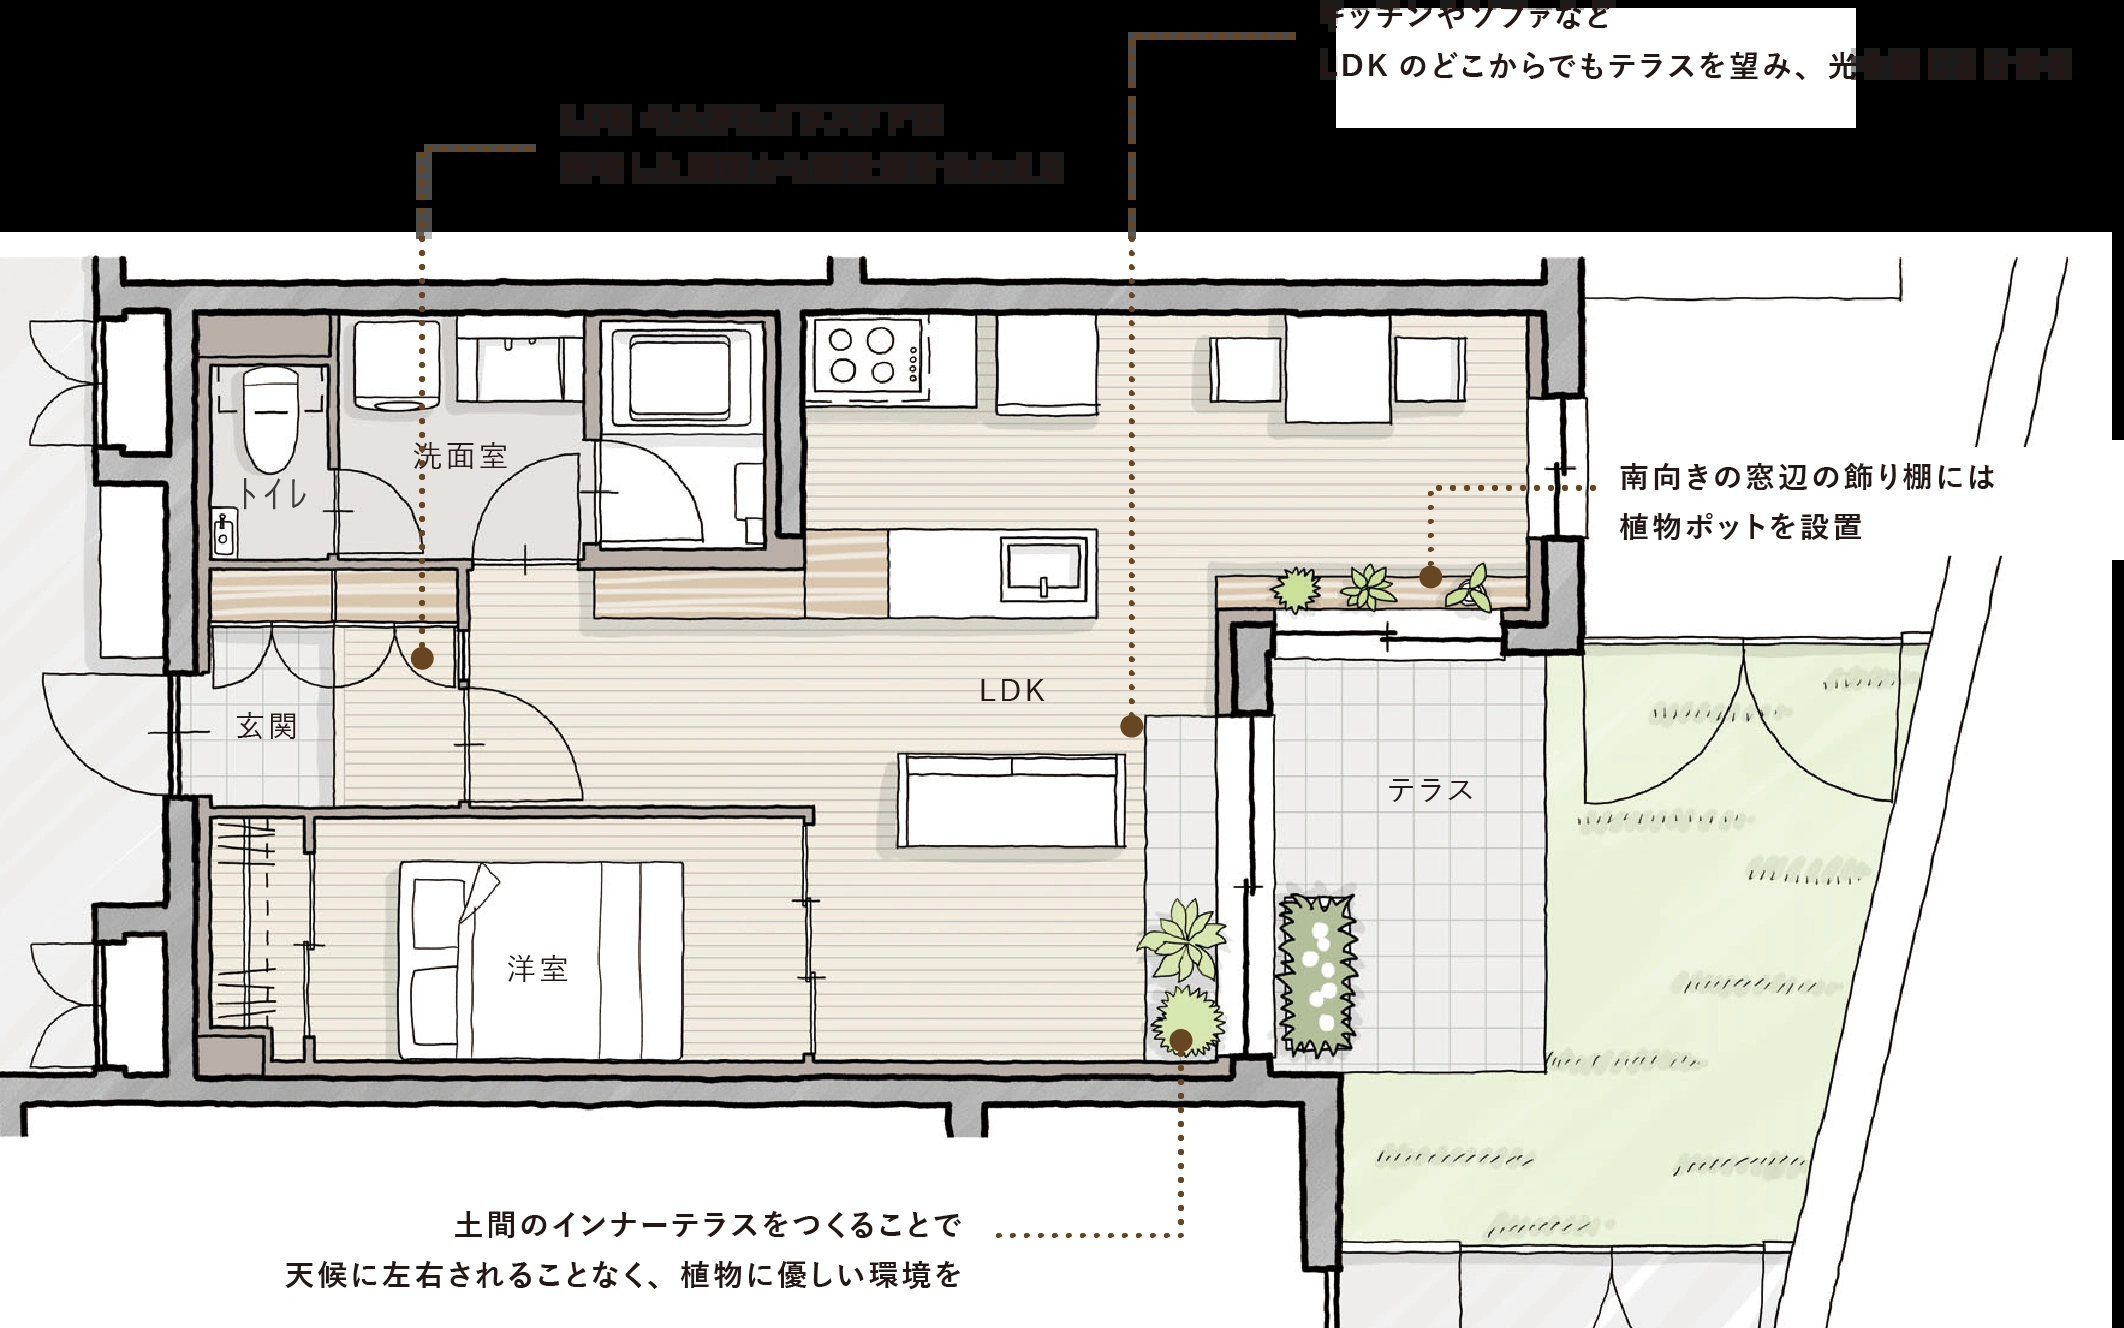 キッチンやソファなど
LDK のどこからでもテラスを望み、光
洗面室
トイレ
南向きの窓辺の飾り棚には
植物ポットを設置
LDK
玄関
テラス
洋室
土間のインナーテラスをつくることで
天候に左右されることなく、植物に優しい環境を